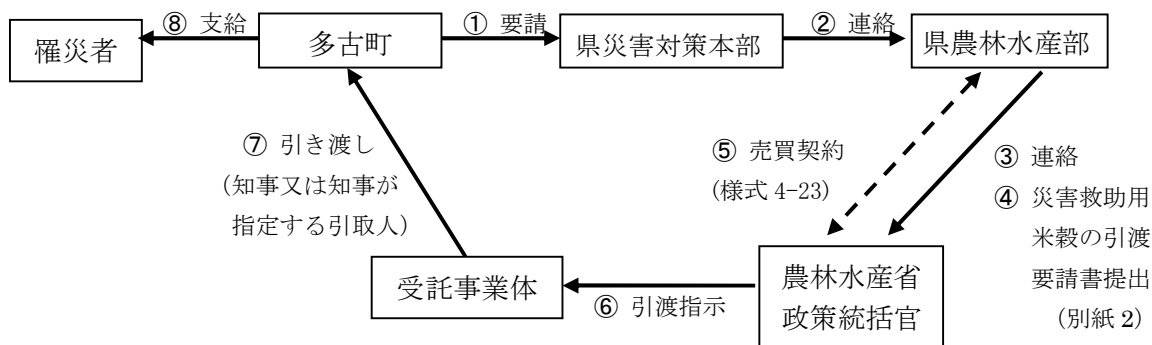 ⑧ 支給
① 要請
② 連絡
罹災者
多古町
県災害対策本部
県農林水産部
⑦ 引き渡し
(知事又は知事が
指定する引取人)
⑤ 売買契約
(様式 4-23)
③ 連絡
④ 災害救助用
米穀の引渡
要請書提出
(別紙 2)
受託事業体
⑥ 引渡指示
農林水産省
政策統括官